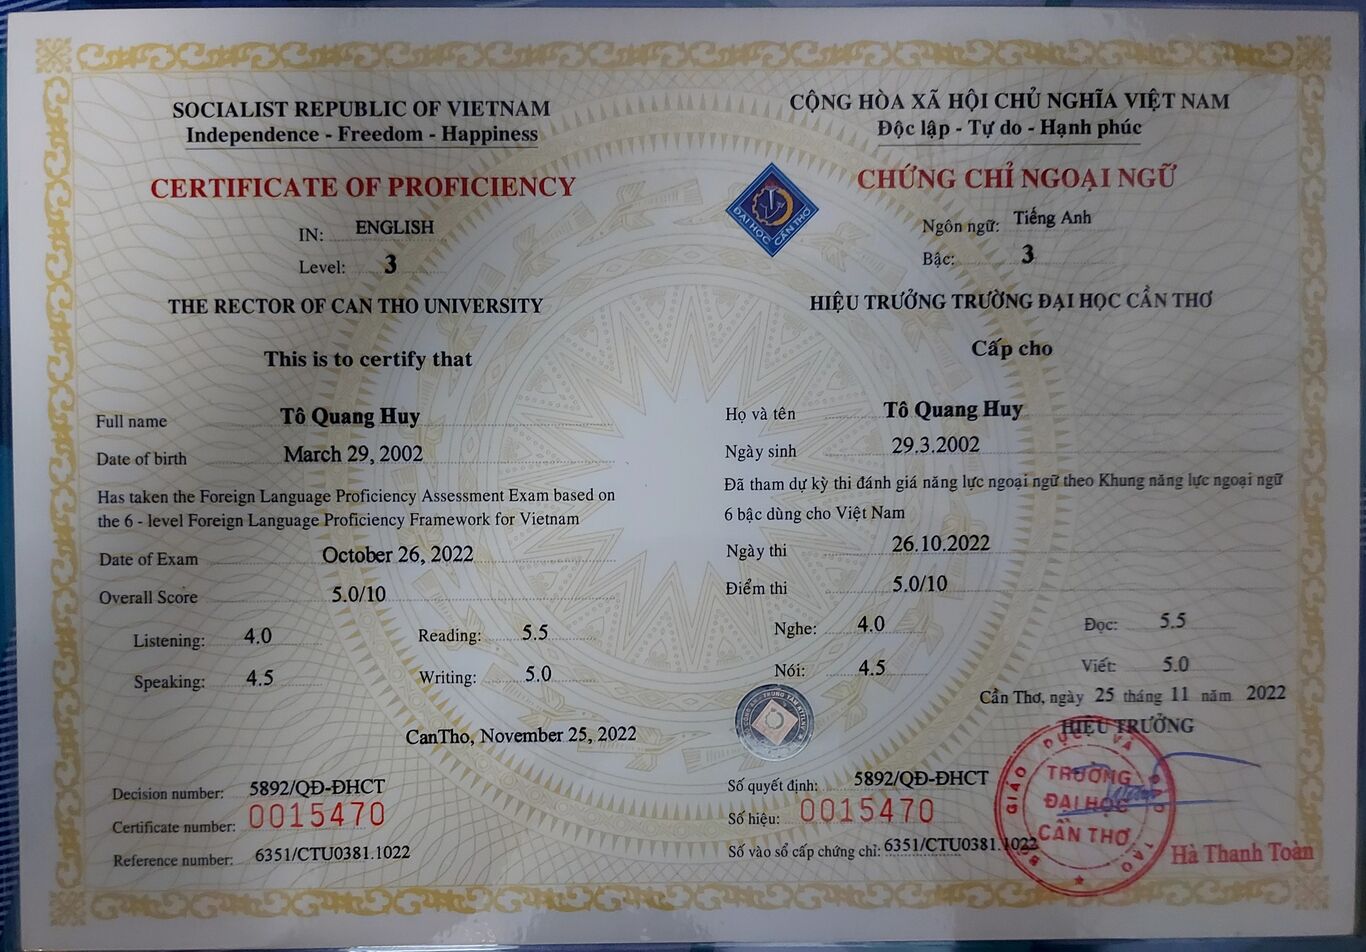 SOCIALIST REPUBLIC OF VIETNAM
Independence - Freedom - Happiness
CERTIFICATE OF PROFICIENCY
IN: ENGLISH
Level: 3
THE RECTOR OF CAN THO UNIVERSITY
This is to certify that
Full name Tô Quang Huy
Date of birth March 29, 2002
Has taken the Foreign Language Proficiency Assessment Exam based on
the 6 - level Foreign Language Proficiency Framework for Vietnam
Date of Exam October 26, 2022
Overall Score 5.0/10
Listening: 4.0 Reading: 5.5
Speaking: 4.5 Writing: 5.0
CanTho, November 25, 2022
Decision number: 5892/QĐ-ĐHCT
Certificate number: 0015470
Reference number: 6351/CTU0381.1022
ĐẠI HỌC CẦN THƠ
CỘNG HÒA XÃ HỘI CHỦ NGHĨA VIỆT NAM
Độc lập - Tự do - Hạnh phúc
CHỨNG CHỈ NGOẠI NGỮ
Ngôn ngữ: Tiếng Anh
Bậc: 3
HIỆU TRƯỞNG TRƯỜNG ĐẠI HỌC CẦN THƠ
Cấp cho
Họ và tên Tô Quang Huy
Ngày sinh 29.3.2002
Đã tham dự kỳ thi đánh giá năng lực ngoại ngữ theo Khung năng lực ngoại ngữ
6 bậc dùng cho Việt Nam
Ngày thi 26.10.2022
Điểm thi 5.0/10
Nghe: 4.0 Đọc: 5.5
Nói: 4.5 Viết: 5.0
Cần Thơ, ngày 25 tháng 11 năm 2022
HIỆU TRƯỞNG
Số quyết định: 5892/QĐ-ĐHCT
Số hiệu: 0015470
Số vào sổ cấp chứng chỉ: 6351/CTU0381.1022
BỘ GIÁO DỤC VÀ ĐÀO TẠO
TRƯỜNG
ĐẠI HỌC
CẦN THƠ
Hà Thanh Toàn